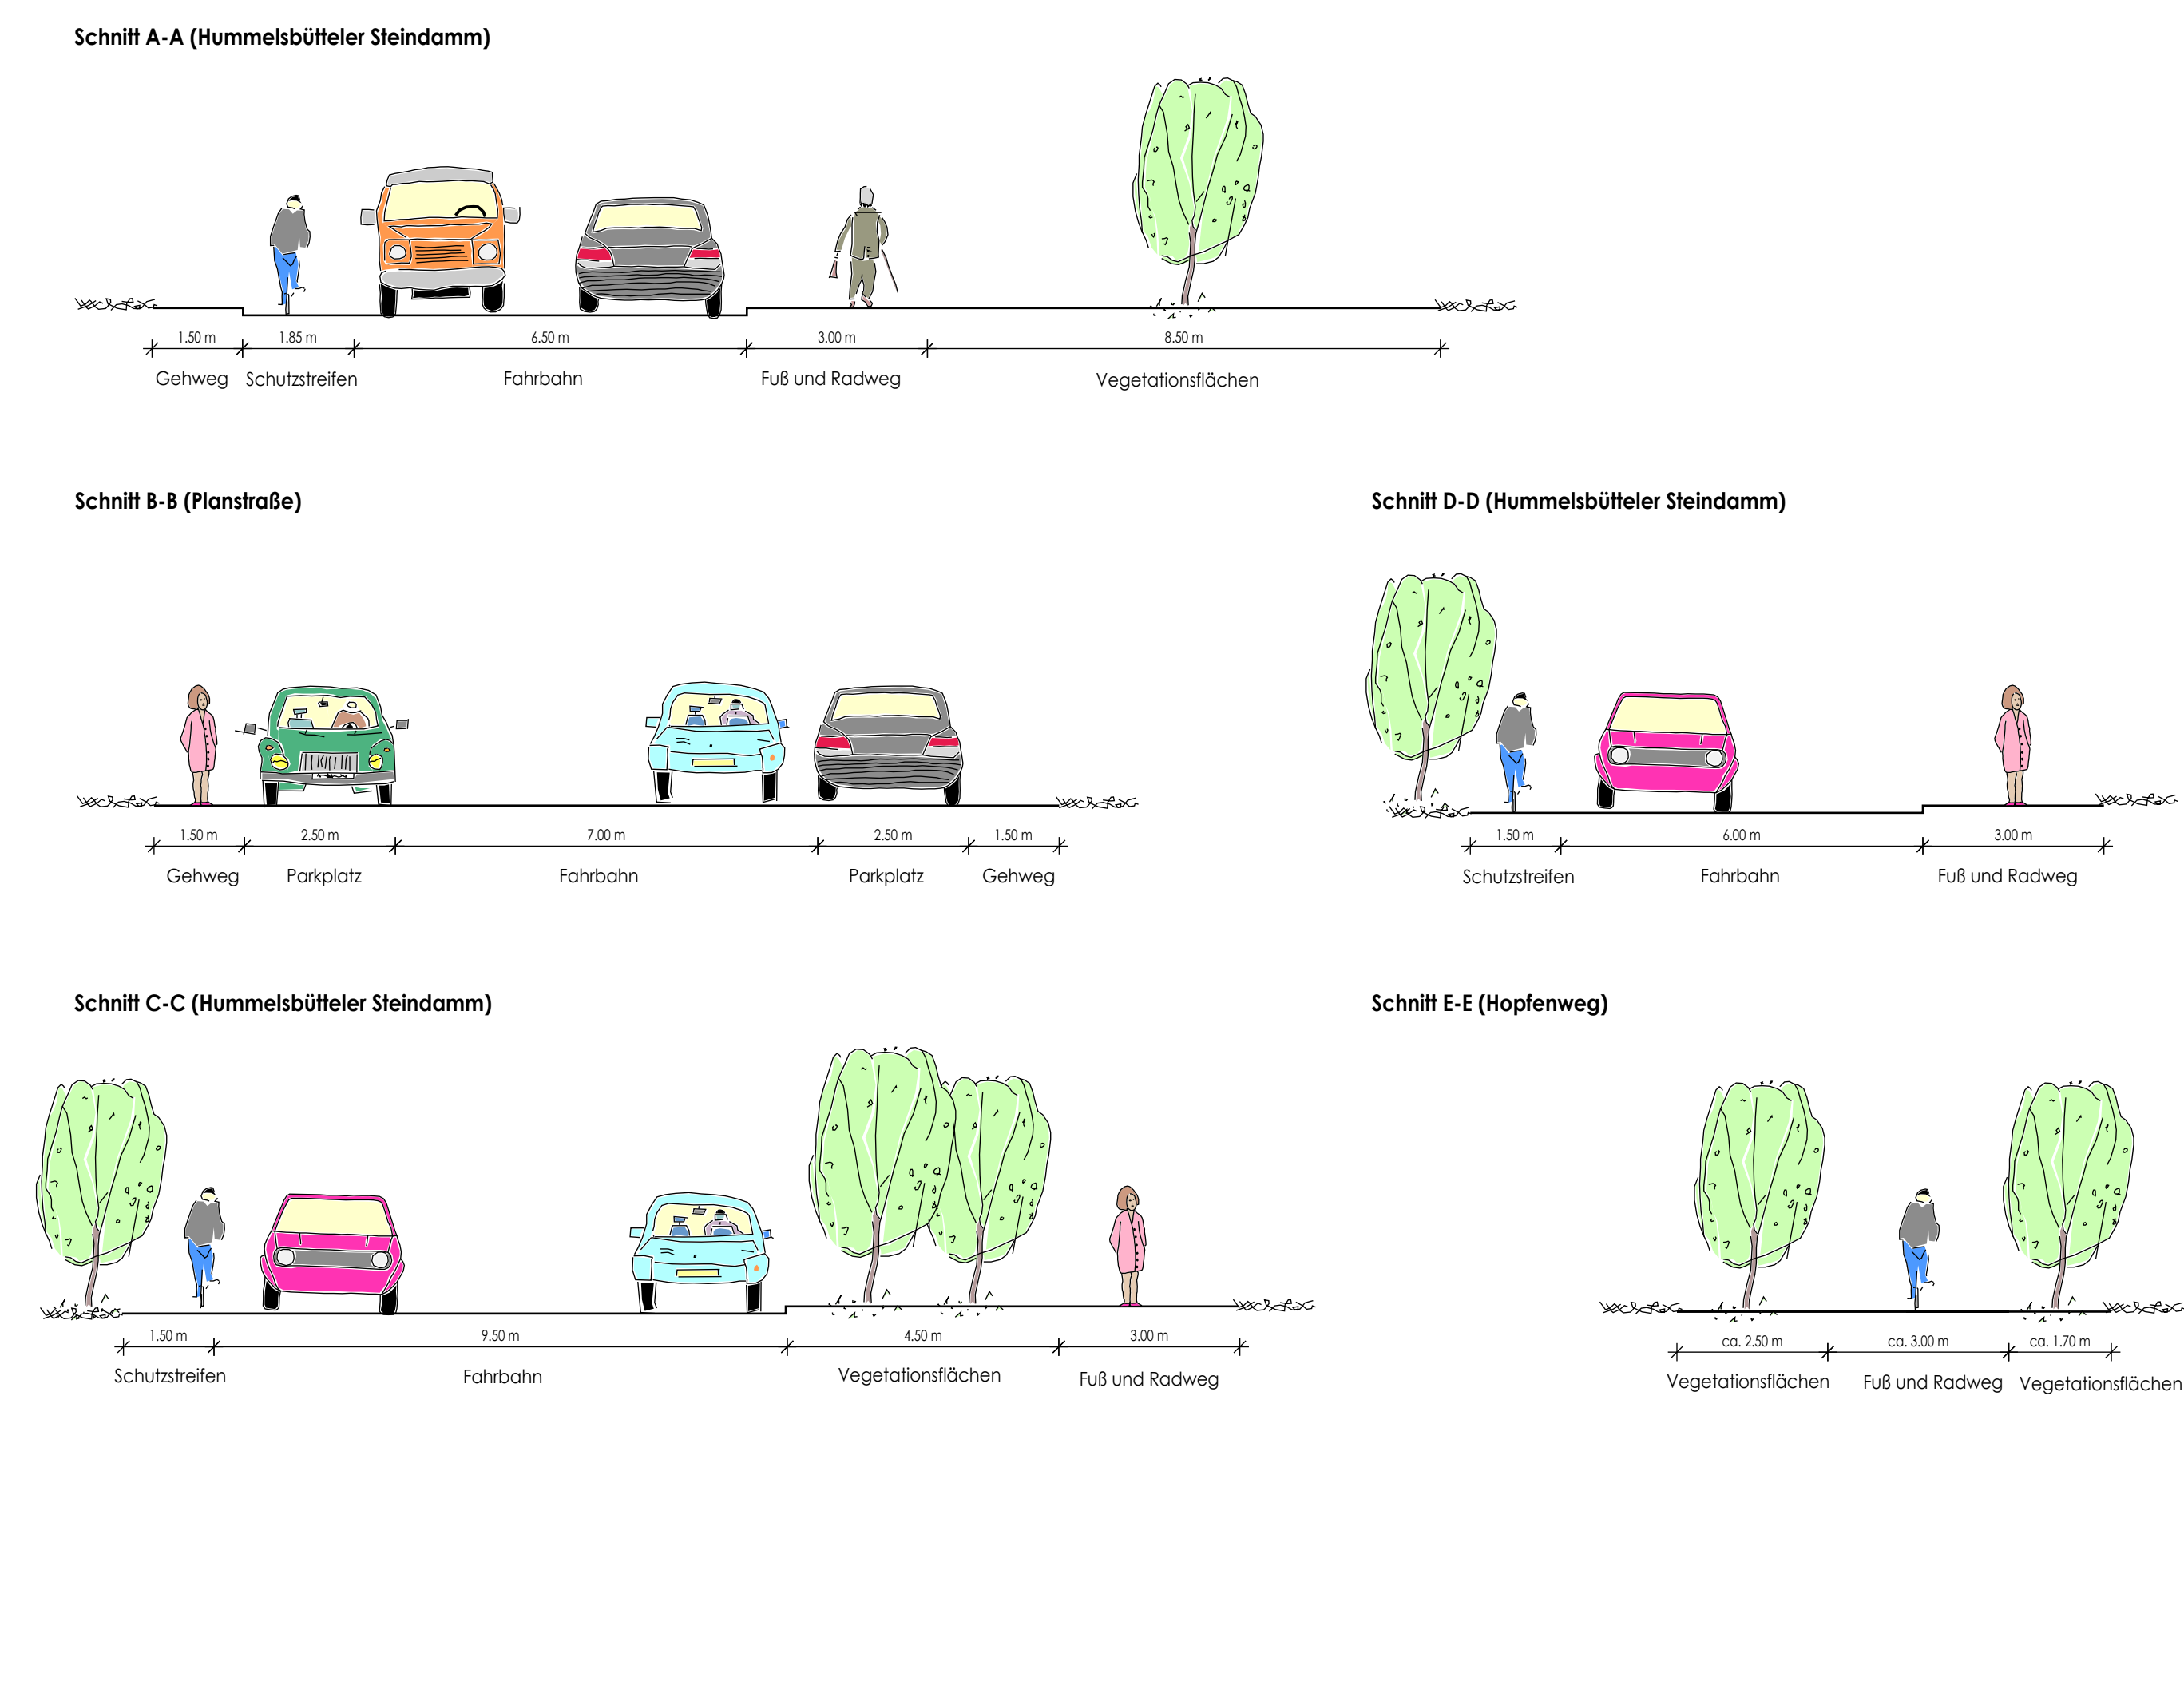 Schnitt A-A (Hummelsbütteler Steindamm)
1.50 m 1.85 m 6.50 m 3.00 m 8.50 m
Gehweg Schutzstreifen Fahrbahn Fuß und Radweg Vegetationsflächen
Schnitt B-B (Planstraße)
1.50 m 2.50 m 7.00 m 2.50 m 1.50 m
Gehweg Parkplatz Fahrbahn Parkplatz Gehweg
Schnitt D-D (Hummelsbütteler Steindamm)
1.50 m 6.00 m 3.00 m
Schutzstreifen Fahrbahn Fuß und Radweg
Schnitt C-C (Hummelsbütteler Steindamm)
1.50 m 9.50 m 4.50 m 3.00 m
Schutzstreifen Fahrbahn Vegetationsflächen Fuß und Radweg
Schnitt E-E (Hopfenweg)
ca. 2.50 m ca. 3.00 m ca. 1.70 m
Vegetationsflächen Fuß und Radweg Vegetationsflächen